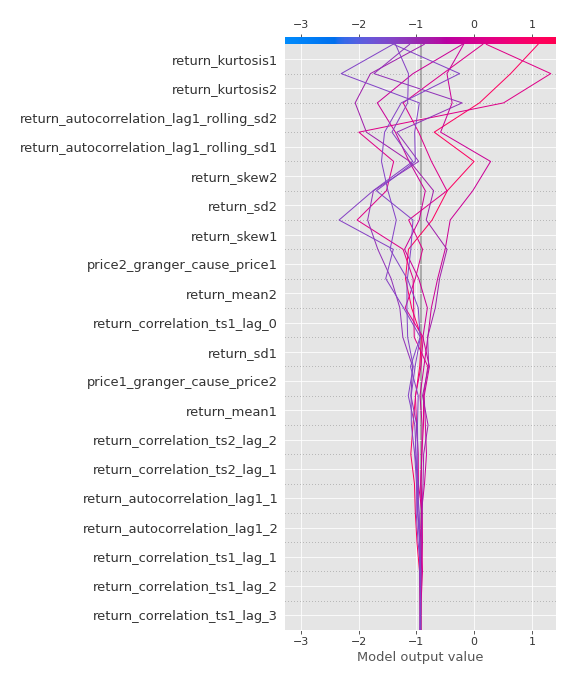 −3 −2 −1 0 1
return_kurtosis1
return_kurtosis2
return_autocorrelation_lag1_rolling_sd2
return_autocorrelation_lag1_rolling_sd1
return_skew2
return_sd2
return_skew1
price2_granger_cause_price1
return_mean2
return_correlation_ts1_lag_0
return_sd1
price1_granger_cause_price2
return_mean1
return_correlation_ts2_lag_2
return_correlation_ts2_lag_1
return_autocorrelation_lag1_1
return_autocorrelation_lag1_2
return_correlation_ts1_lag_1
return_correlation_ts1_lag_2
return_correlation_ts1_lag_3
−3 −2 −1 0 1
Model output value